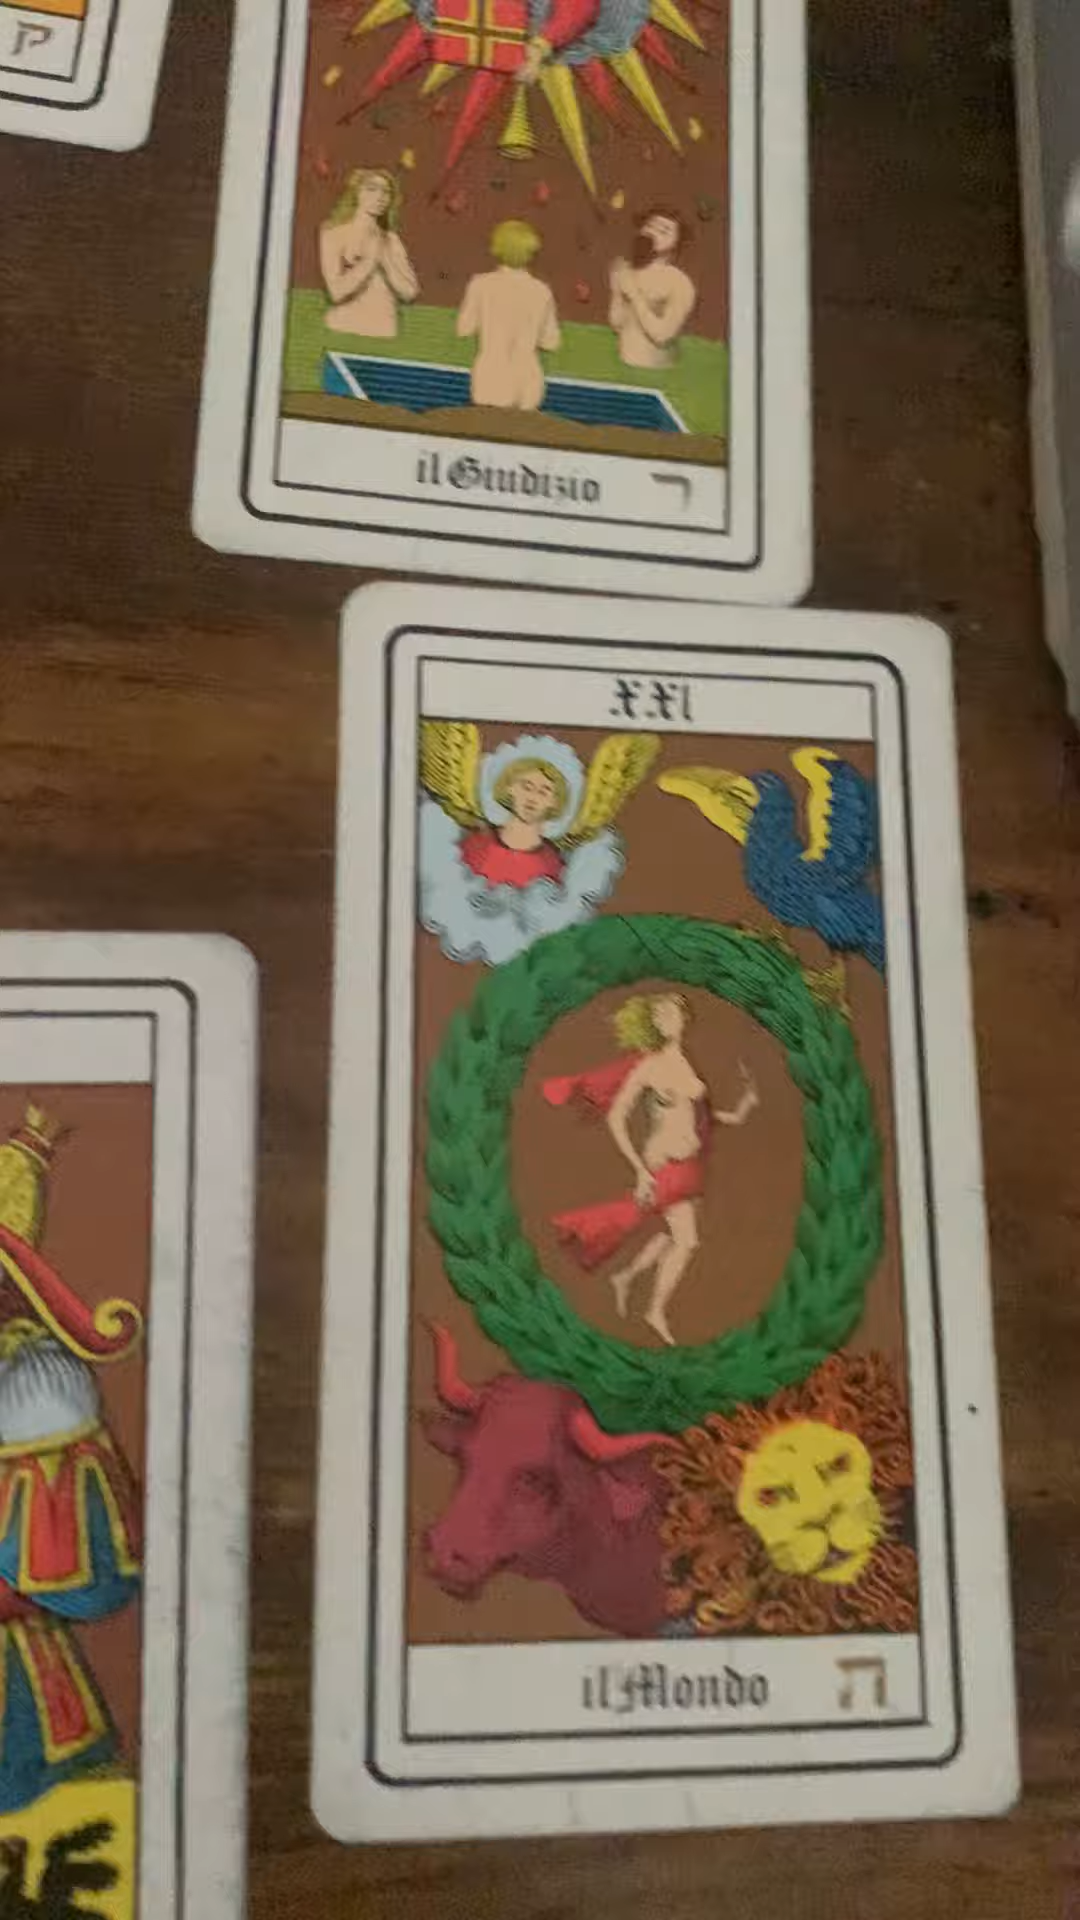 ק
il Giudizio ר
XXI
il Mondo ת